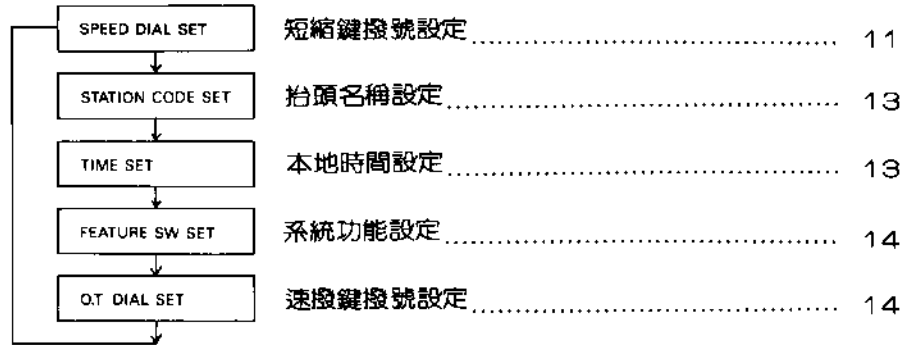 SPEED DIAL SET 短縮鍵撥號設定 11
STATION CODE SET 抬頭名稱設定 13
TIME SET 本地時間設定 13
FEATURE SW SET 系統功能設定 14
O.T DIAL SET 速撥鍵撥號設定 14